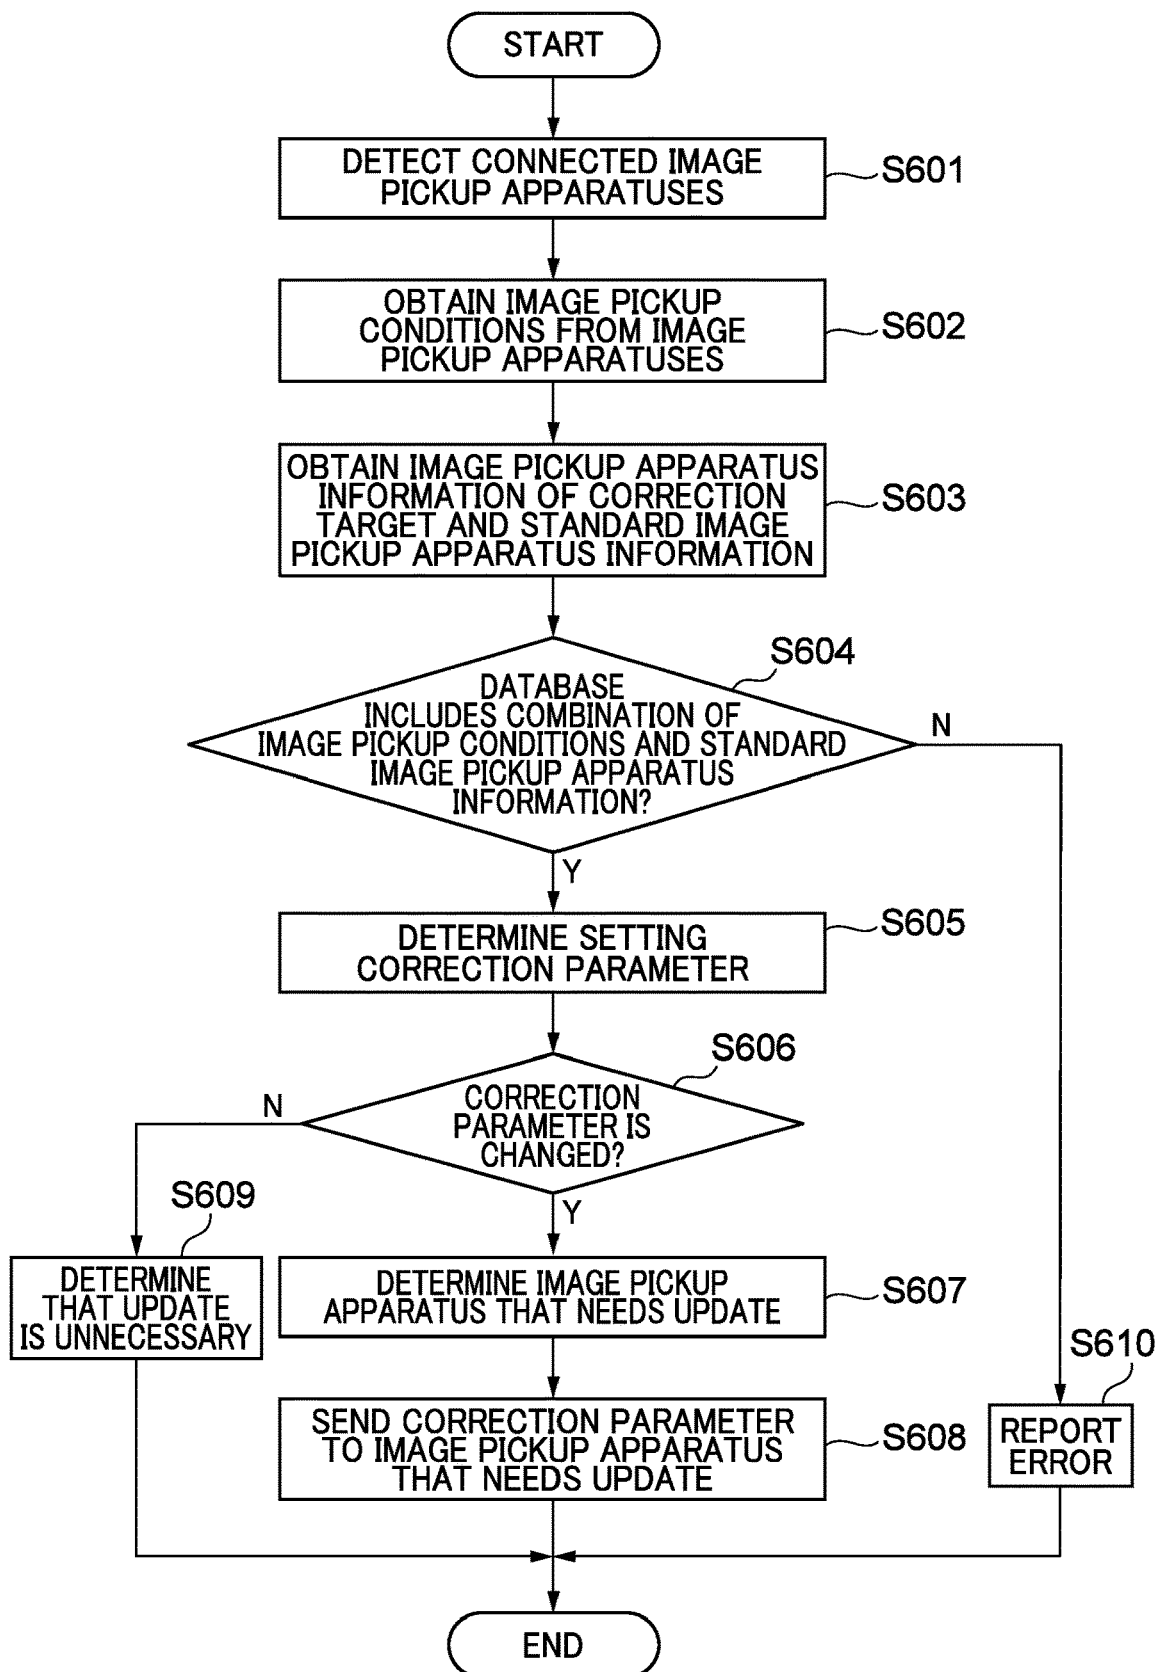 START
DETECT CONNECTED IMAGE
PICKUP APPARATUSES
S601
OBTAIN IMAGE PICKUP
CONDITIONS FROM IMAGE
PICKUP APPARATUSES
S602
OBTAIN IMAGE PICKUP APPARATUS
INFORMATION OF CORRECTION
TARGET AND STANDARD IMAGE
PICKUP APPARATUS INFORMATION
S603
S604
DATABASE
INCLUDES COMBINATION OF
IMAGE PICKUP CONDITIONS AND STANDARD
IMAGE PICKUP APPARATUS
INFORMATION?
N
Y
DETERMINE SETTING
CORRECTION PARAMETER
S605
S606
CORRECTION
PARAMETER IS
CHANGED?
N
Y
S609
DETERMINE
THAT UPDATE
IS UNNECESSARY
DETERMINE IMAGE PICKUP
APPARATUS THAT NEEDS UPDATE
S607
SEND CORRECTION PARAMETER
TO IMAGE PICKUP APPARATUS
THAT NEEDS UPDATE
S608
S610
REPORT
ERROR
END